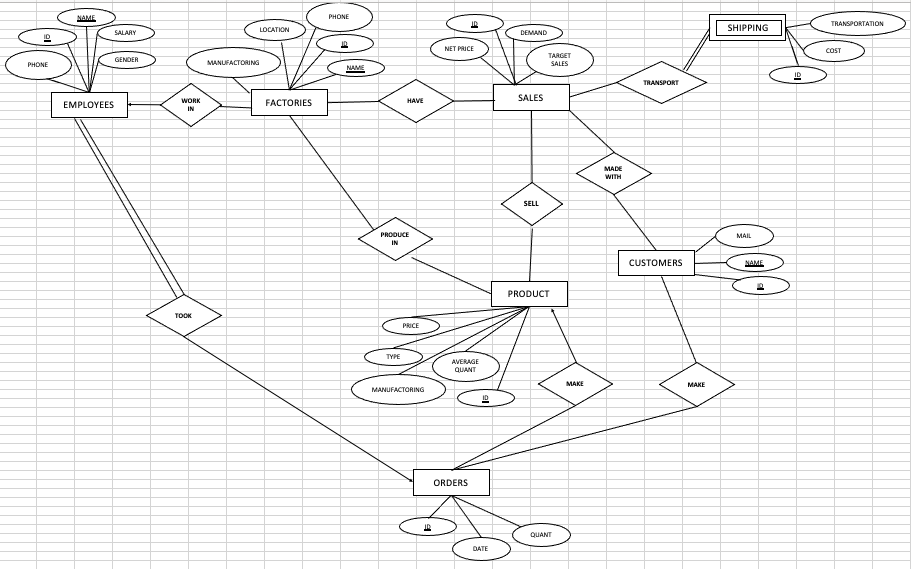 NAME
ID
SALARY
PHONE
GENDER
EMPLOYEES
WORK
IN
LOCATION
PHONE
ID
MANUFACTORING
NAME
FACTORIES
HAVE
ID
DEMAND
NET PRICE
TARGET
SALES
SALES
TRANSPORT
SHIPPING
TRANSPORTATION
COST
ID
MADE
WITH
SELL
PRODUCE
IN
MAIL
NAME
ID
CUSTOMERS
PRODUCT
TOOK
PRICE
TYPE
AVERAGE
QUANT
MANUFACTORING
ID
MAKE
MAKE
ORDERS
ID
DATE
QUANT